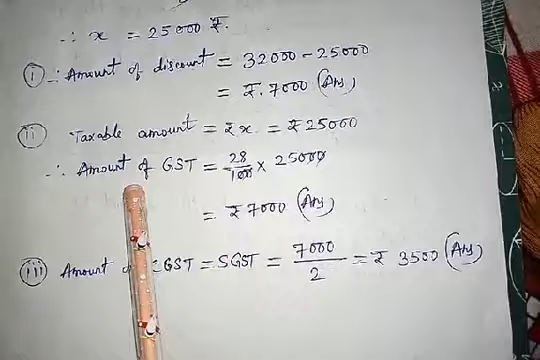 ∴ x = 25000 ₹.
(i) ∴ Amount of discount = 32000 - 25000
= ₹. 7000 (Ans)
(ii) Taxable amount = ₹ x. = ₹ 25000
∴ Amount of GST = 28/100 × 25000
= ₹ 7000 (Ans)
(iii) Amount CGST = SGST = 7000/2 = ₹ 3500 (Ans)